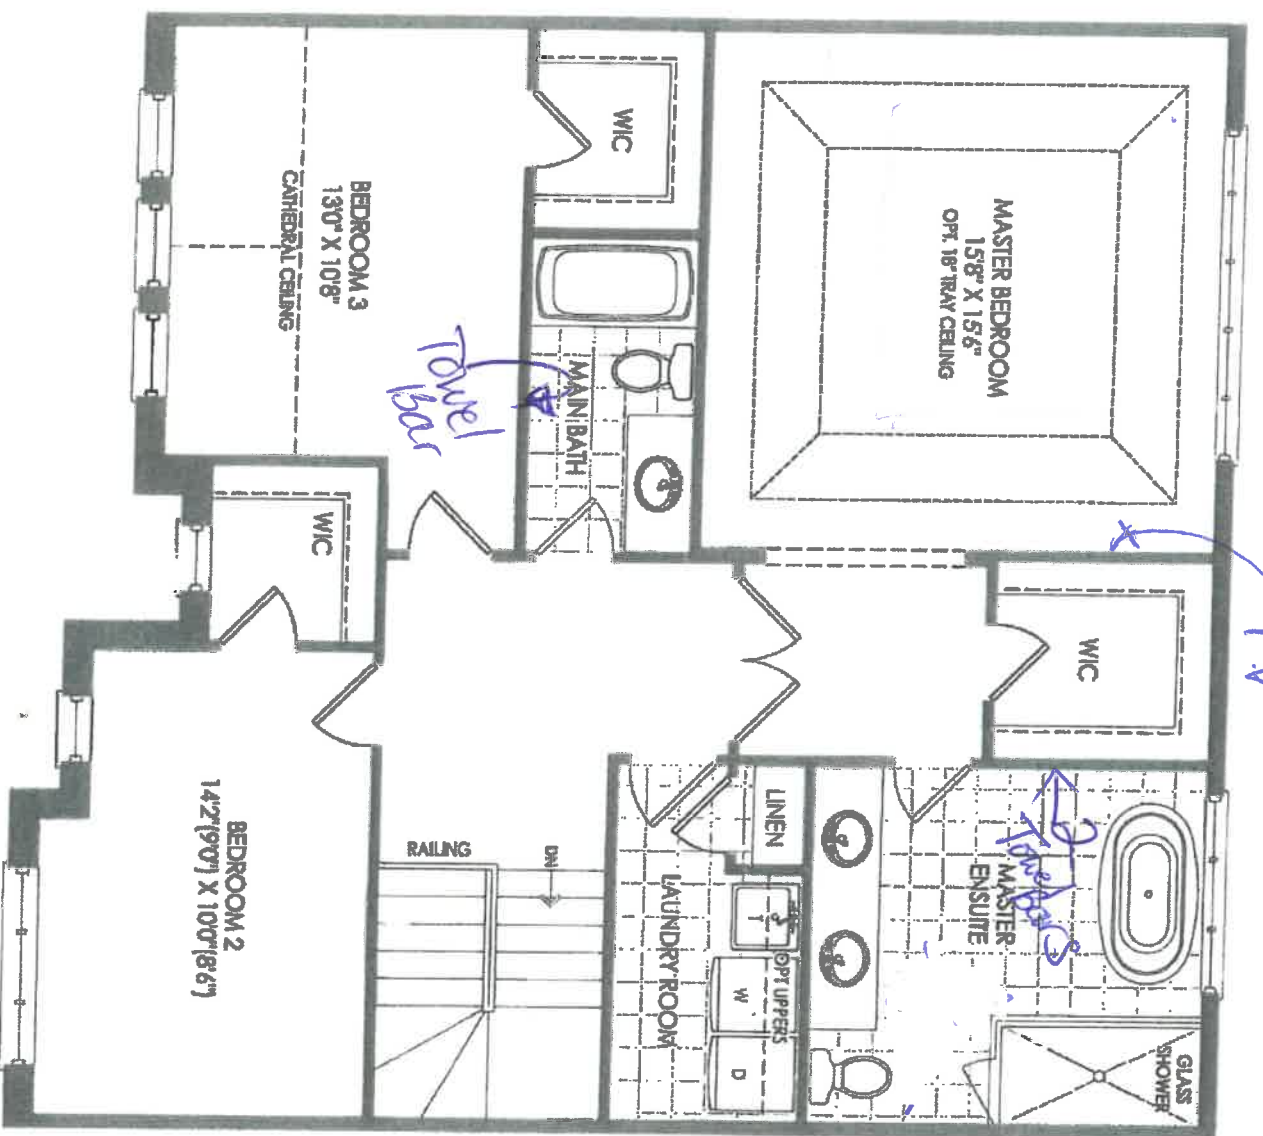 WIC
MASTER BEDROOM
15'8" X 15'6"
OPT. 18" TRAY CEILING
BEDROOM 3
13'0" X 10'8"
CATHEDRAL CEILING
Towel
Bar
MAIN BATH
WIC
WIC
T.V
LINEN
2
Towel bars
MASTER
ENSUITE
RAILING
DN
LAUNDRY ROOM
T
OPT UPPERS
W
D
GLASS
SHOWER
BEDROOM 2
14'2"(9'0") X 10'0"(8'6")